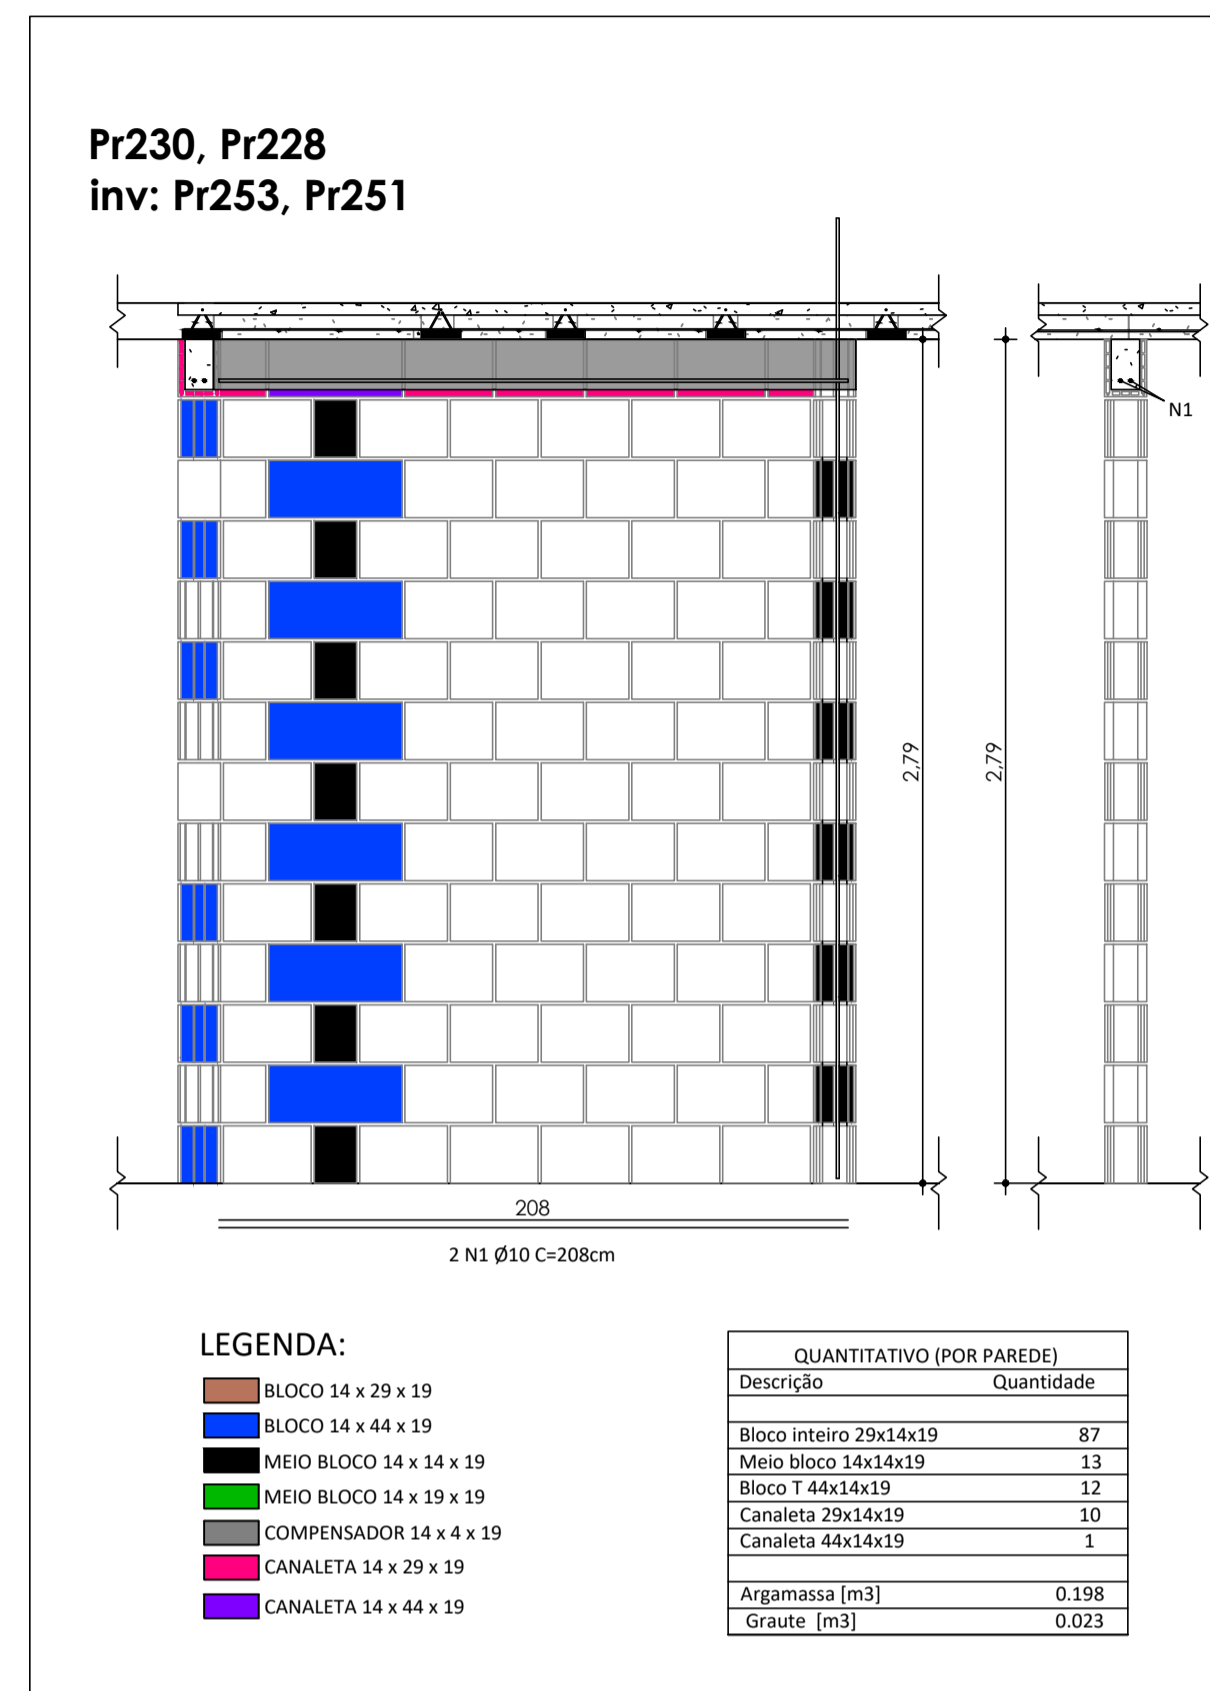 Pr230, Pr228
inv: Pr253, Pr251
N1
2,79
2,79
208
2 N1 Ø10 C=208cm
LEGENDA:
BLOCO 14 x 29 x 19
BLOCO 14 x 44 x 19
MEIO BLOCO 14 x 14 x 19
MEIO BLOCO 14 x 19 x 19
COMPENSADOR 14 x 4 x 19
CANALETA 14 x 29 x 19
CANALETA 14 x 44 x 19
QUANTITATIVO (POR PAREDE)
Descrição Quantidade
Bloco inteiro 29x14x19 87
Meio bloco 14x14x19 13
Bloco T 44x14x19 12
Canaleta 29x14x19 10
Canaleta 44x14x19 1
Argamassa [m3] 0.198
Graute [m3] 0.023